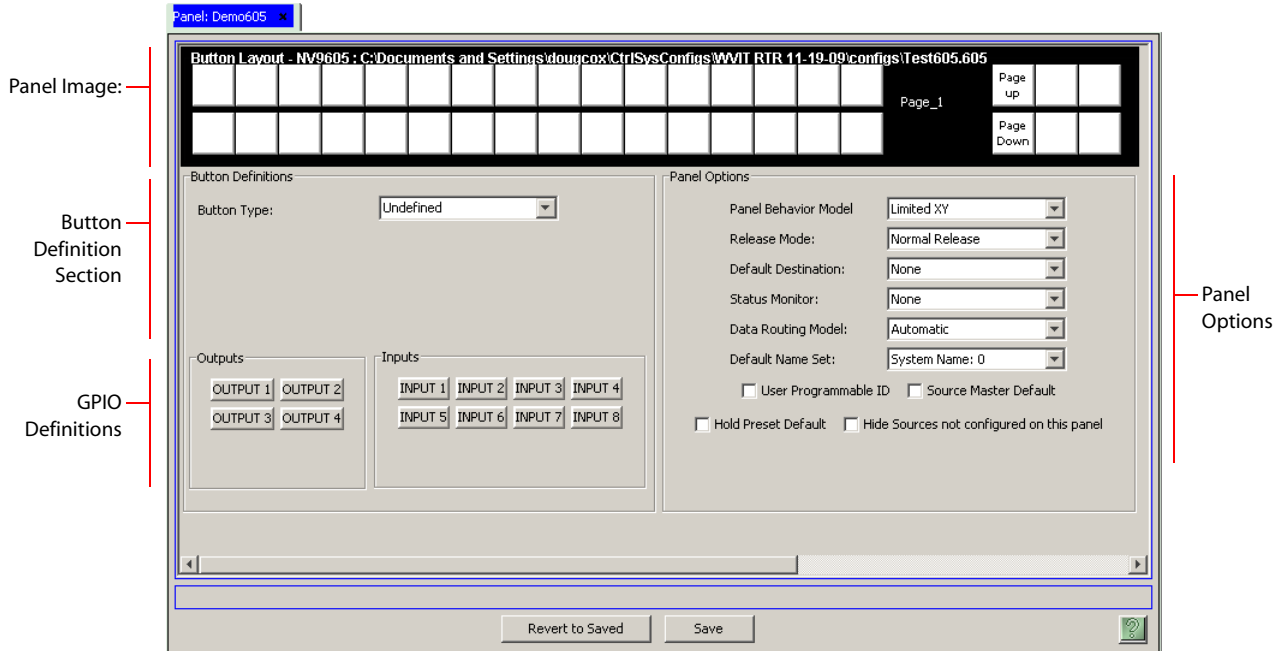 Panel: Demo605 ×
Button Layout - NV9605 : C:\Documents and Settings\dougcox\CtrlSysConfigs\WVIT RTR 11-19-09\configs\Test605.605
Panel Image:
Page_1
Page up
Page Down
Button Definitions
Button Type:
Undefined
Button Definition Section
Outputs
OUTPUT 1 OUTPUT 2
OUTPUT 3 OUTPUT 4
Inputs
INPUT 1 INPUT 2 INPUT 3 INPUT 4
INPUT 5 INPUT 6 INPUT 7 INPUT 8
GPIO Definitions
Panel Options
Panel Behavior Model Limited XY
Release Mode: Normal Release
Default Destination: None
Status Monitor: None
Data Routing Model: Automatic
Default Name Set: System Name: 0
User Programmable ID Source Master Default
Hold Preset Default Hide Sources not configured on this panel
Panel Options
Revert to Saved Save ?